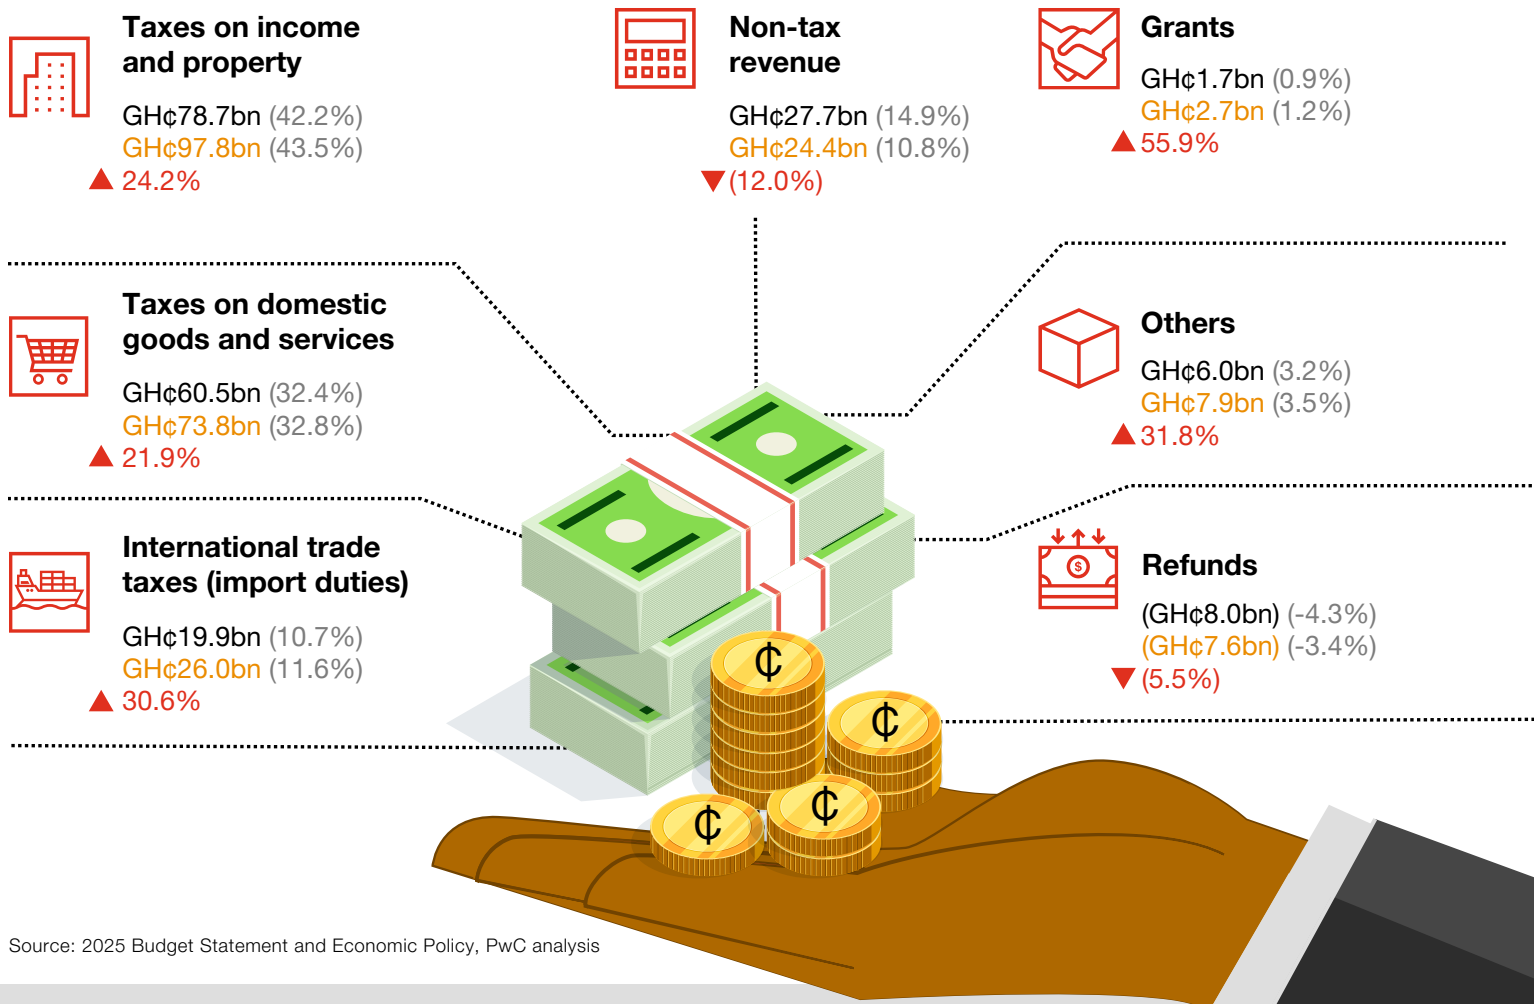 Taxes on income
and property
GH¢78.7bn (42.2%)
GH¢97.8bn (43.5%)
24.2%
Non-tax
revenue
GH¢27.7bn (14.9%)
GH¢24.4bn (10.8%)
(12.0%)
Grants
GH¢1.7bn (0.9%)
GH¢2.7bn (1.2%)
55.9%
Taxes on domestic
goods and services
GH¢60.5bn (32.4%)
GH¢73.8bn (32.8%)
21.9%
Others
GH¢6.0bn (3.2%)
GH¢7.9bn (3.5%)
31.8%
International trade
taxes (import duties)
GH¢19.9bn (10.7%)
GH¢26.0bn (11.6%)
30.6%
$
Refunds
(GH¢8.0bn) (-4.3%)
(GH¢7.6bn) (-3.4%)
(5.5%)
₵
₵
₵
₵
Source: 2025 Budget Statement and Economic Policy, PwC analysis